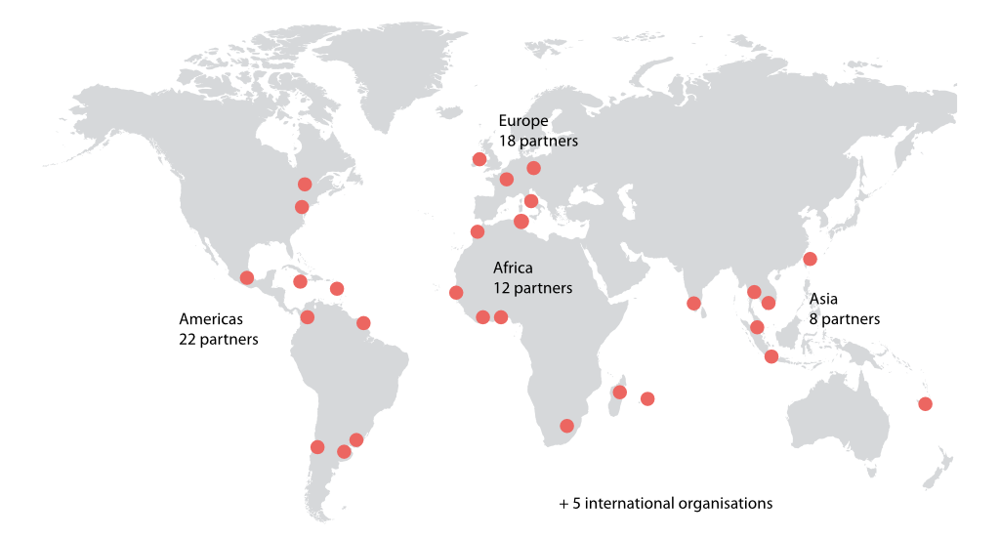 Europe
18 partners
Africa
12 partners
Asia
8 partners
Americas
22 partners
+ 5 international organisations